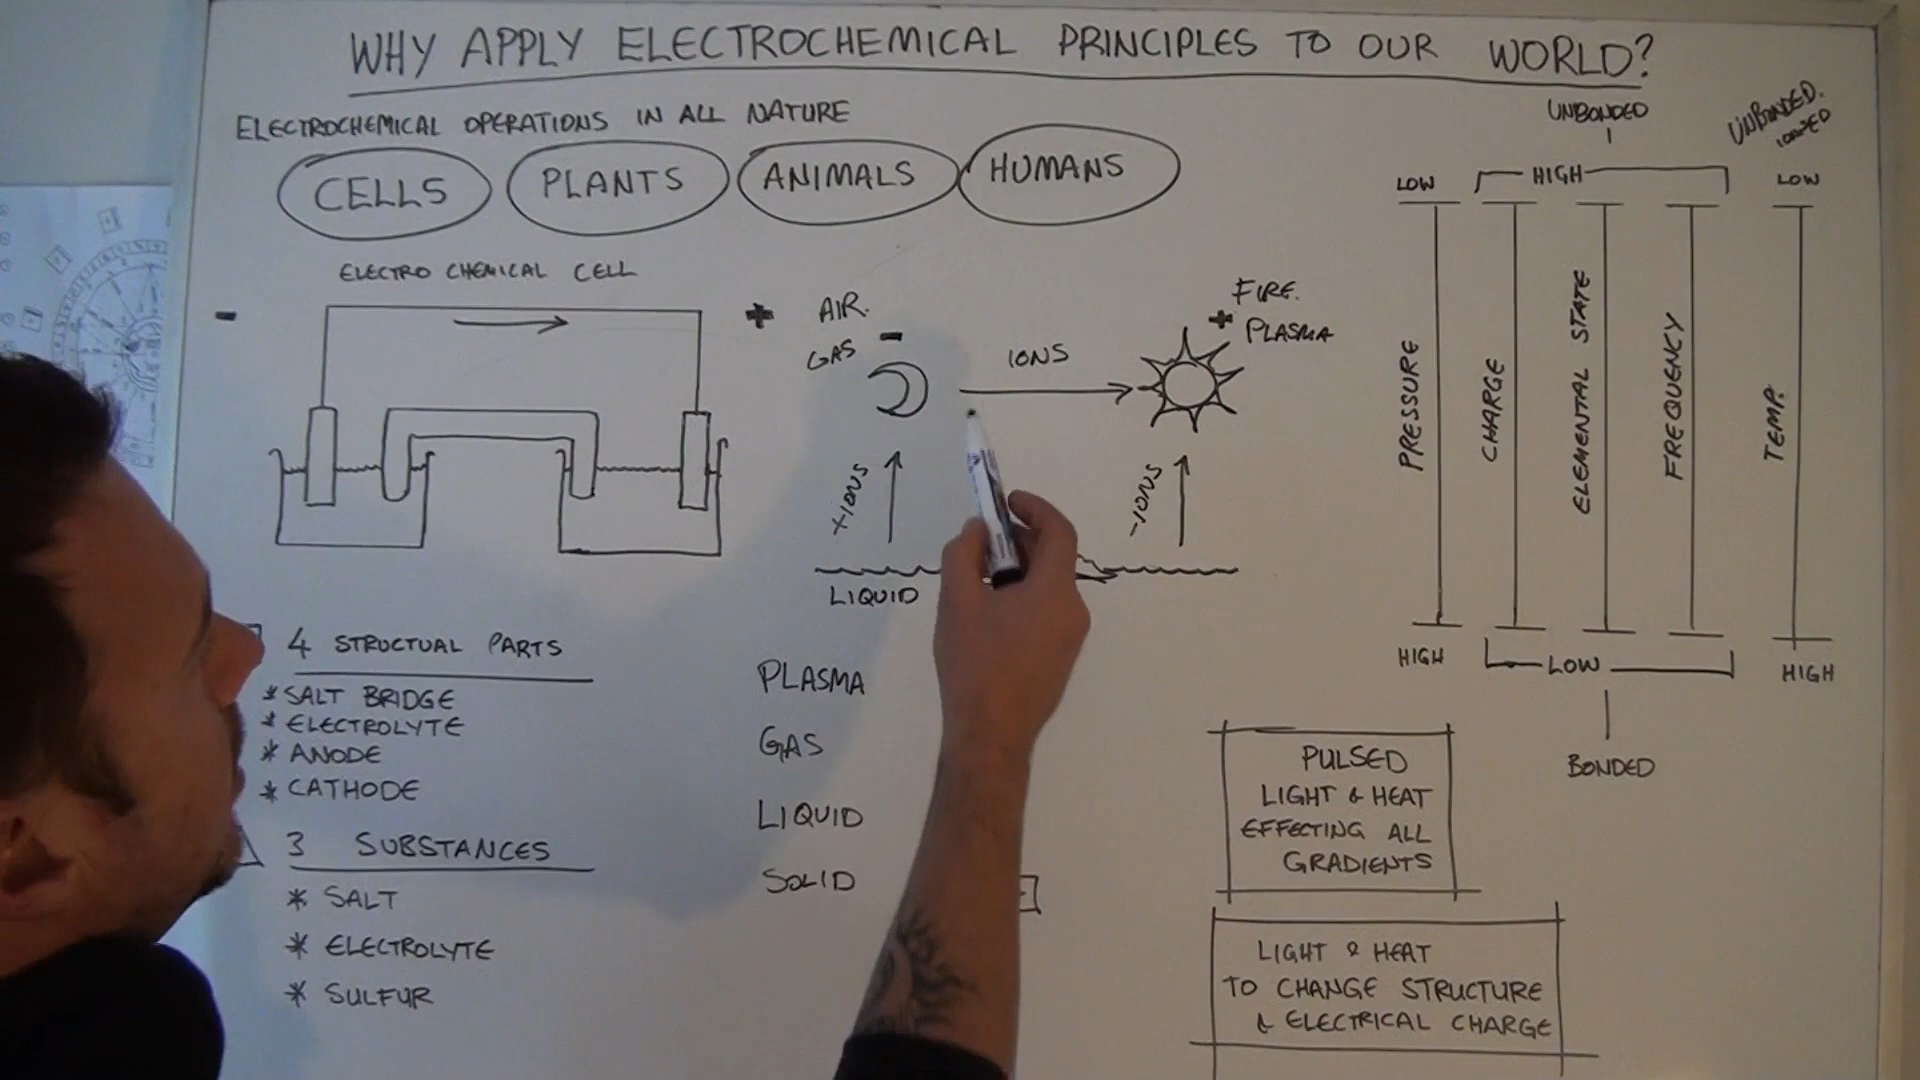 WHY APPLY ELECTROCHEMICAL PRINCIPLES TO OUR WORLD?
ELECTROCHEMICAL OPERATIONS IN ALL NATURE
CELLS
PLANTS
ANIMALS
HUMANS
ELECTRO CHEMICAL CELL
-
+
4 STRUCTUAL PARTS
* SALT BRIDGE
* ELECTROLYTE
* ANODE
* CATHODE
3 SUBSTANCES
* SALT
* ELECTROLYTE
* SULFUR
AIR.
GAS
-
IONS
FIRE.
+ PLASMA
+IONS
-IONS
LIQUID
PLASMA
GAS
LIQUID
SOLID
UNBONDED
UNBONDED.
LOW
HIGH
LOW
PRESSURE
CHARGE
ELEMENTAL STATE
FREQUENCY
TEMP.
HIGH
LOW
HIGH
BONDED
PULSED
LIGHT & HEAT
EFFECTING ALL
GRADIENTS
LIGHT & HEAT
TO CHANGE STRUCTURE
& ELECTRICAL CHARGE